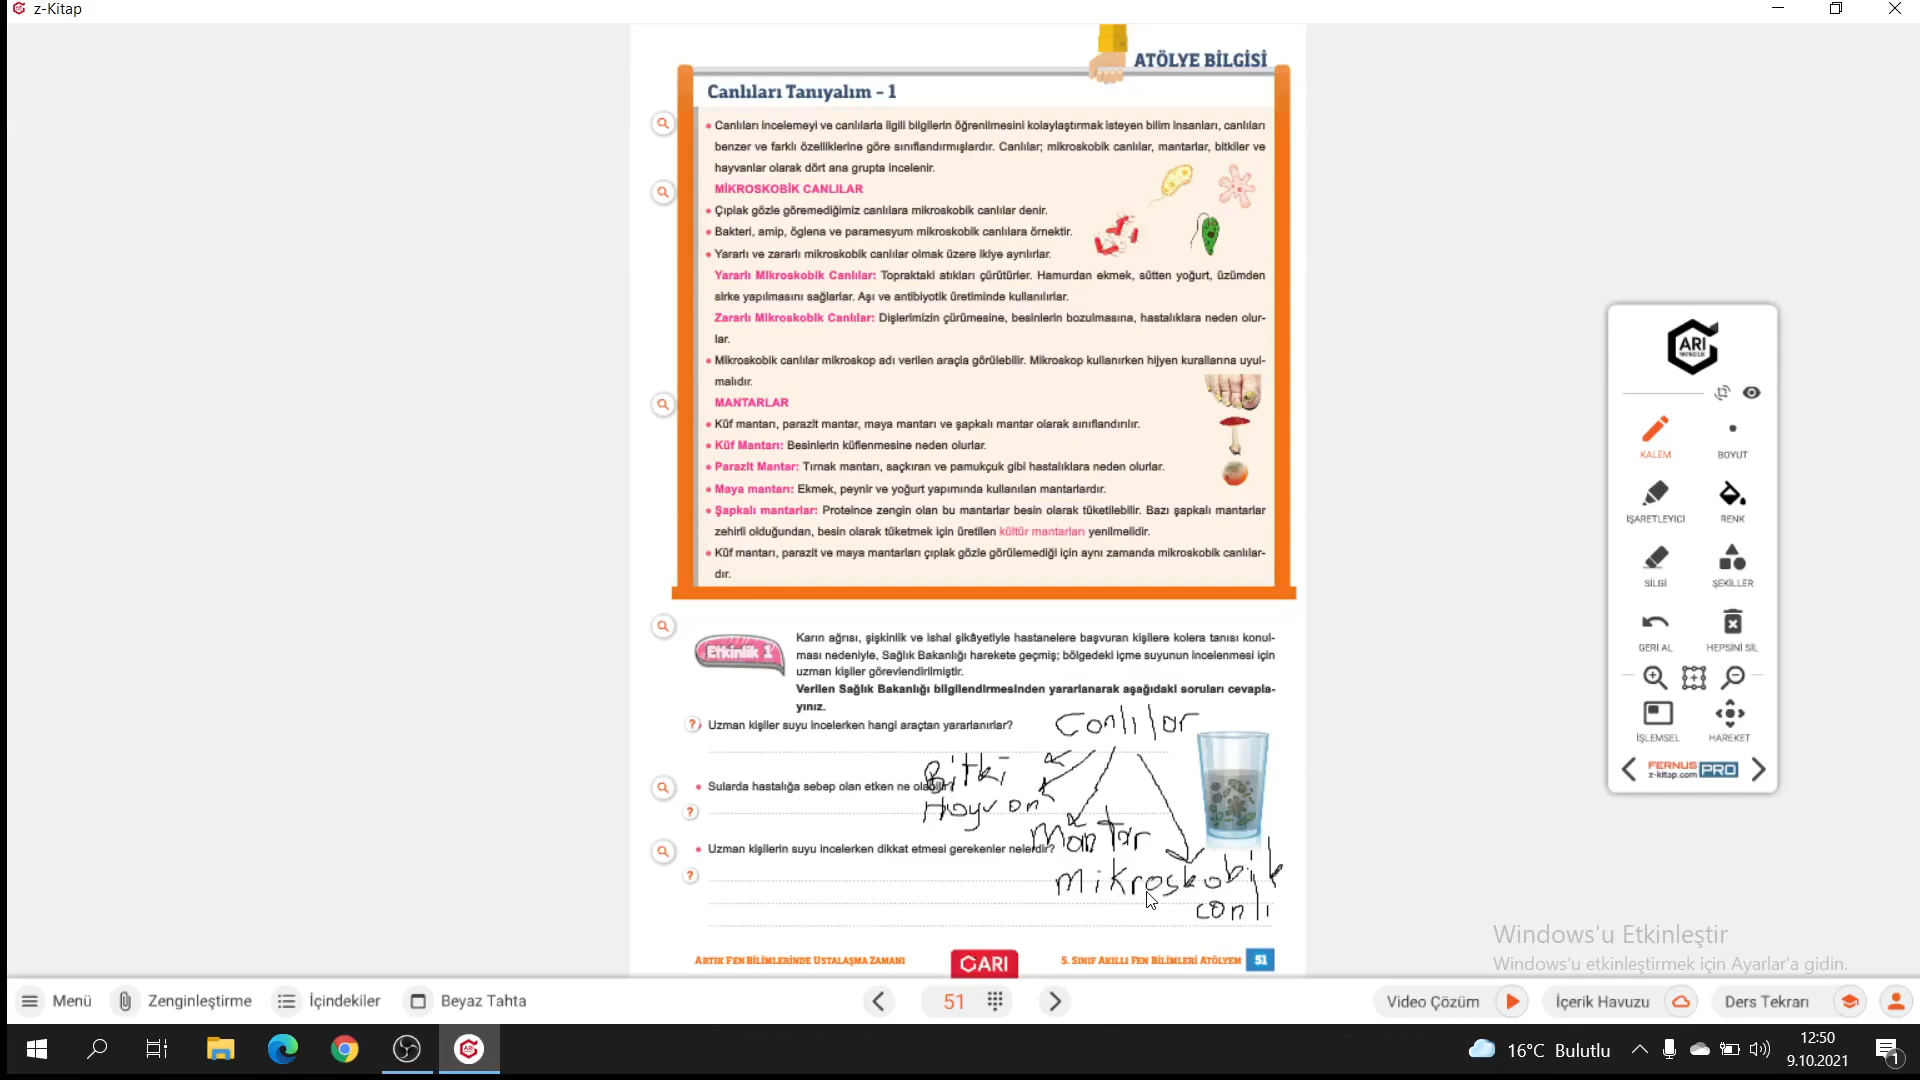 z-Kitap
ATÖLYE BİLGİSİ
Canlıları Tanıyalım - 1
• Canlıları incelemeyi ve canlılarla ilgili bilgilerin öğrenilmesini kolaylaştırmak isteyen bilim insanları, canlıları
benzer ve farklı özelliklerine göre sınıflandırmışlardır. Canlılar; mikroskobik canlılar, mantarlar, bitkiler ve
hayvanlar olarak dört ana grupta incelenir.
MİKROSKOBİK CANLILAR
• Çıplak gözle göremediğimiz canlılara mikroskobik canlılar denir.
• Bakteri, amip, öglena ve paramesyum mikroskobik canlılara örnektir.
• Yararlı ve zararlı mikroskobik canlılar olmak üzere ikiye ayrılırlar.
Yararlı Mikroskobik Canlılar: Topraktaki atıkları çürütürler. Hamurdan ekmek, sütten yoğurt, üzümden
sirke yapılmasını sağlarlar. Aşı ve antibiyotik üretiminde kullanılırlar.
Zararlı Mikroskobik Canlılar: Dişlerimizin çürümesine, besinlerin bozulmasına, hastalıklara neden olur-
lar.
• Mikroskobik canlılar mikroskop adı verilen araçla görülebilir. Mikroskop kullanırken hijyen kurallarına uyul-
malıdır.
MANTARLAR
• Küf mantarı, parazit mantar, maya mantarı ve şapkalı mantar olarak sınıflandırılır.
• Küf Mantarı: Besinlerin küflenmesine neden olurlar.
• Parazit Mantar: Tırnak mantarı, saçkıran ve pamukçuk gibi hastalıklara neden olurlar.
• Maya mantarı: Ekmek, peynir ve yoğurt yapımında kullanılan mantarlardır.
• Şapkalı mantarlar: Proteince zengin olan bu mantarlar besin olarak tüketilebilir. Bazı şapkalı mantarlar
zehirli olduğundan, besin olarak tüketmek için üretilen kültür mantarları yenilmelidir.
• Küf mantarı, parazit ve maya mantarları çıplak gözle görülemediği için aynı zamanda mikroskobik canlılar-
dır.
Etkinlik 1
Karın ağrısı, şişkinlik ve ishal şikâyetiyle hastanelere başvuran kişilere kolera tanısı konul-
ması nedeniyle, Sağlık Bakanlığı harekete geçmiş; bölgedeki içme suyunun incelenmesi için
uzman kişiler görevlendirilmiştir.
Verilen Sağlık Bakanlığı bilgilendirmesinden yararlanarak aşağıdaki soruları cevapla-
yınız.
? Uzman kişiler suyu incelerken hangi araçtan yararlanırlar?
Canlılar
Bitki
• Sularda hastalığa sebep olan etken ne olabilir?
?
Hayvan
Mantar
• Uzman kişilerin suyu incelerken dikkat etmesi gerekenler nelerdir?
?
Mikroskobik
canlı
ARTIK FEN BİLİMLERİNDE USTALAŞMA ZAMANI
ARI
5. SINIF AKILLI FEN BİLİMLERİ ATÖLYEM 51
ARI
YAYINCILIK
KALEM
BOYUT
İŞARETLEYİCİ
RENK
SİLGİ
ŞEKİLLER
GERİ AL
HEPSİNİ SİL
İŞLEMSEL
HAREKET
FERNUS
z-kitap.com PRO
Windows'u Etkinleştir
Windows'u etkinleştirmek için Ayarlar'a gidin.
Menü
Zenginleştirme
İçindekiler
Beyaz Tahta
51
Video Çözüm
İçerik Havuzu
Ders Tekrarı
16°C Bulutlu
12:50
9.10.2021
1